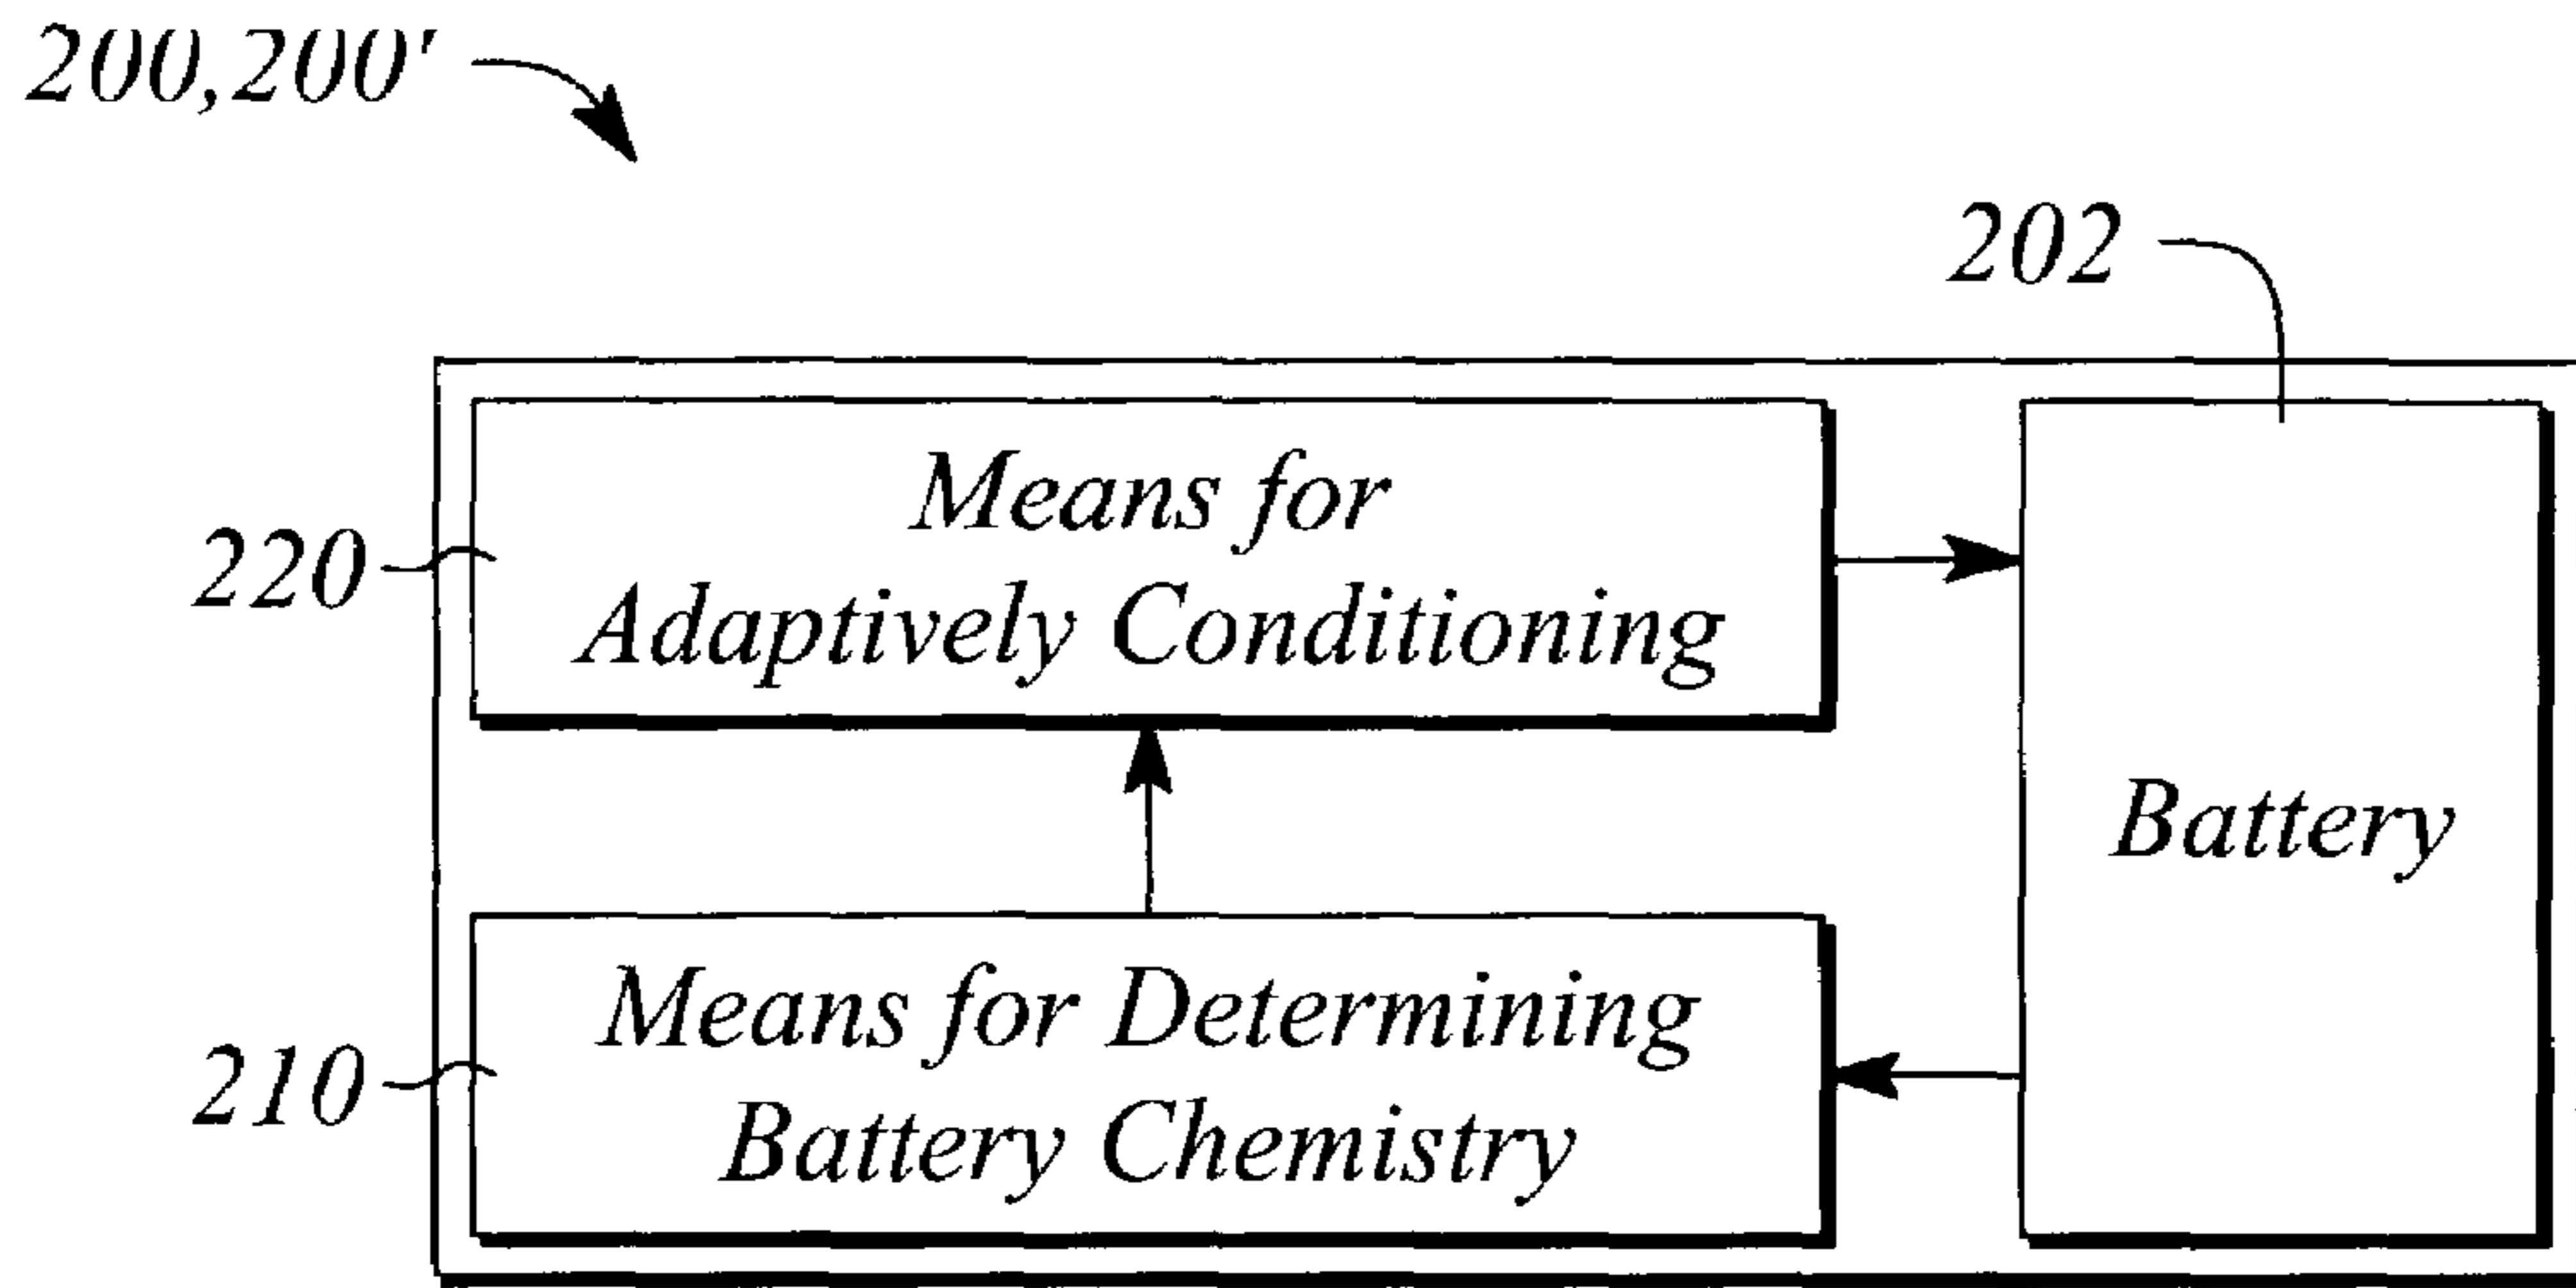 200,200'
202
220
Means for
Adaptively Conditioning
Battery
210
Means for Determining
Battery Chemistry